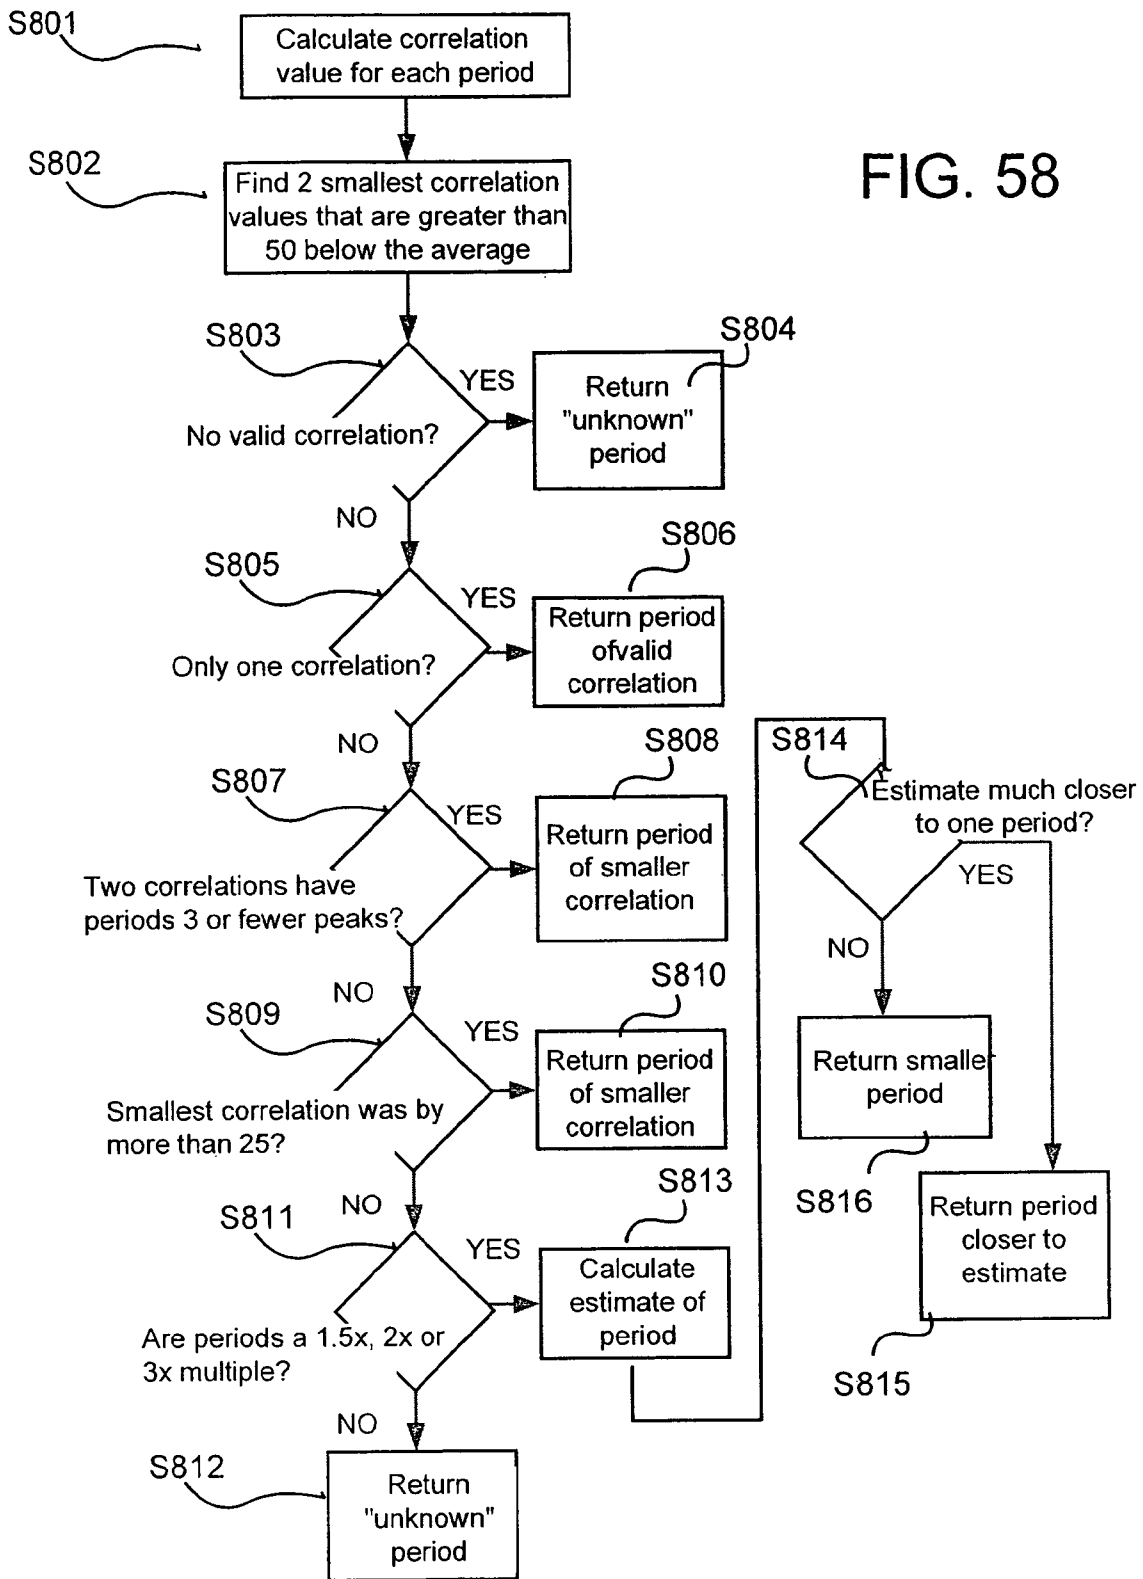 S801
Calculate correlation
value for each period
S802
Find 2 smallest correlation
values that are greater than
50 below the average
FIG. 58
S803
YES
No valid correlation?
NO
S804
Return
"unknown"
period
S805
YES
Only one correlation?
NO
S806
Return period
ofvalid
correlation
S807
YES
Two correlations have
periods 3 or fewer peaks?
NO
S808
Return period
of smaller
correlation
S809
YES
Smallest correlation was by
more than 25?
NO
S810
Return period
of smaller
correlation
S811
YES
Are periods a 1.5x, 2x or
3x multiple?
NO
S812
Return
"unknown"
period
S813
Calculate
estimate of
period
S814
Estimate much closer
to one period?
YES
NO
Return smaller
period
S816
Return period
closer to
estimate
S815